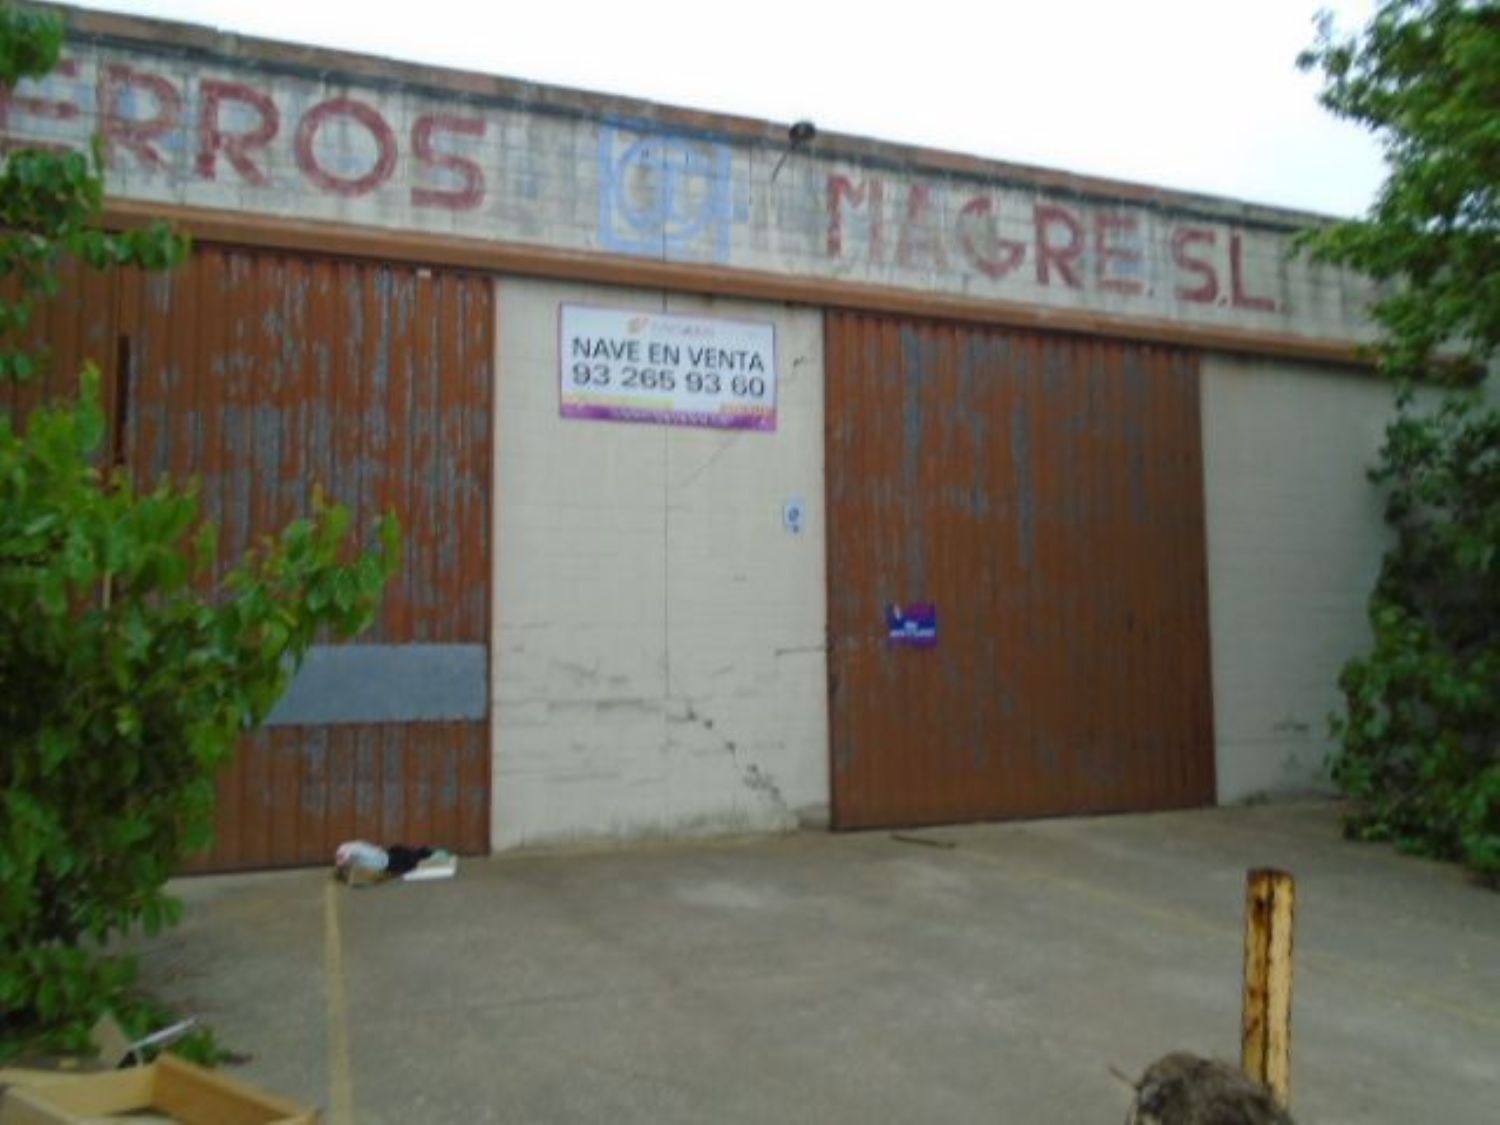 ERROS MAGRE. S.L.
NAVE EN VENTA
93 265 93 60